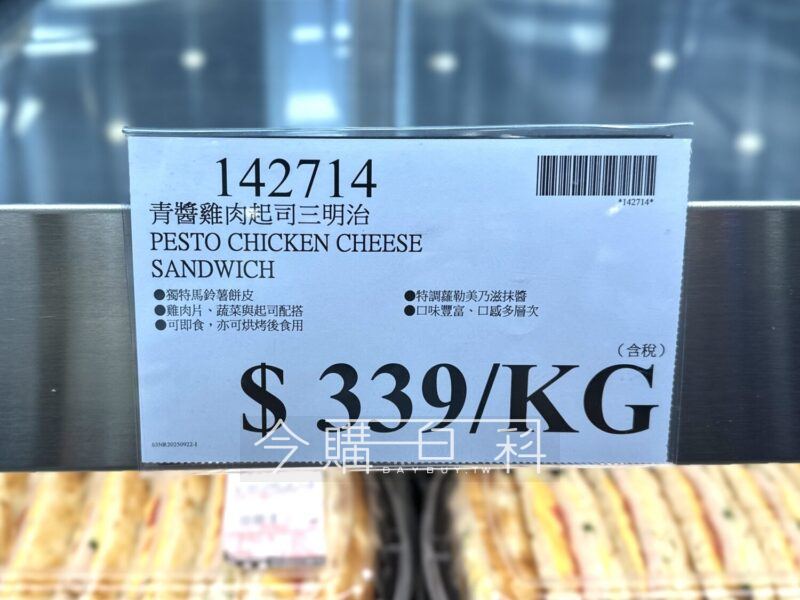 142714
*142714*
青醬雞肉起司三明治
PESTO CHICKEN CHEESE
SANDWICH
●獨特馬鈴薯餅皮
●雞肉片、蔬菜與起司配搭
●可即食，亦可烘烤後食用
●特調蘿勒美乃滋抹醬
●口味豐富、口感多層次
（含稅）
$ 339/KG
03NR20250922-1
今購百科
DAYBUY.TW